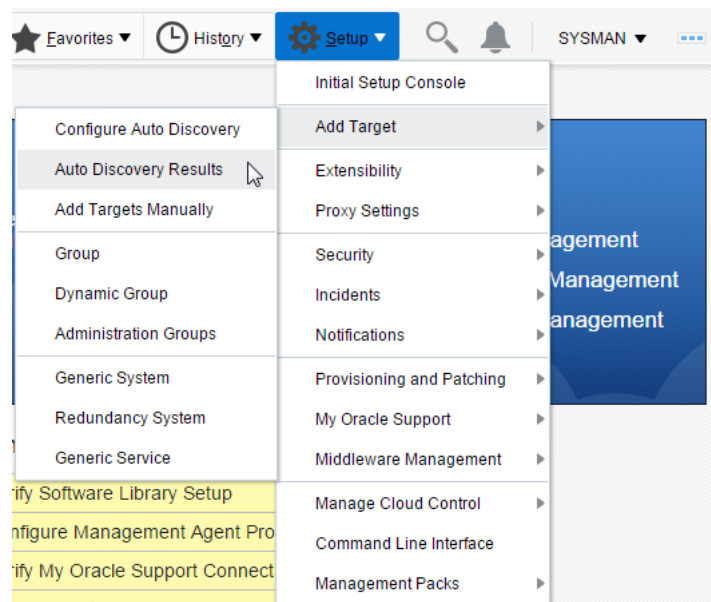 Favorites ▼ History ▼ Setup ▼ SYSMAN ▼
Initial Setup Console
Add Target
Extensibility
Proxy Settings
Security
Incidents
Notifications
Provisioning and Patching
My Oracle Support
Middleware Management
Manage Cloud Control
Command Line Interface
Management Packs
Configure Auto Discovery
Auto Discovery Results
Add Targets Manually
Group
Dynamic Group
Administration Groups
Generic System
Redundancy System
Generic Service
agement
Management
anagement
rify Software Library Setup
nfigure Management Agent Pro
rify My Oracle Support Connect